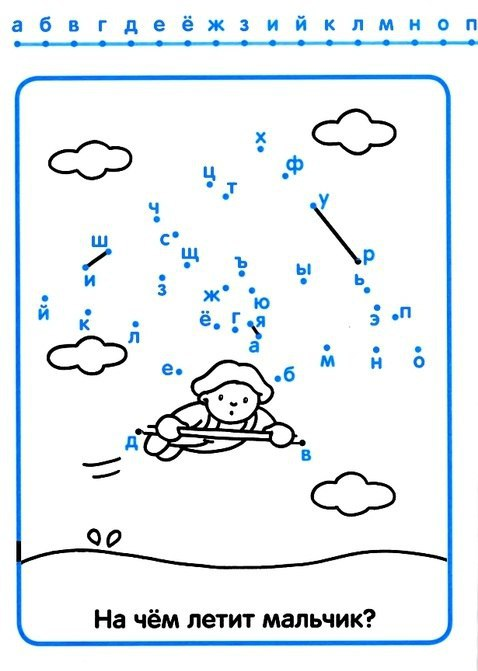 а б в г д е ё ж з и й к л м н о п
х
ф
ц т
у
ч
с
ш щ ъ р
и з ы ь
й ж ю э п
к ё г я
л а м н о
е б
д в
На чём летит мальчик?